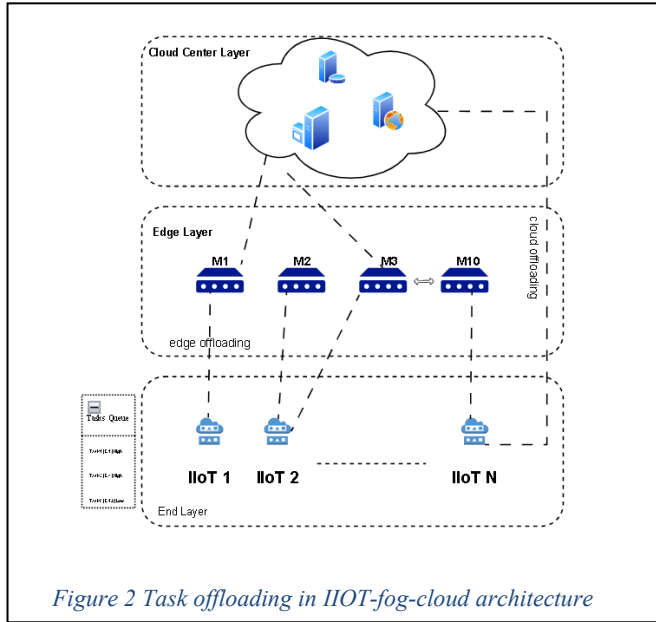 Cloud Center Layer
Edge Layer
M1 M2 M3 M10
cloud offloading
edge offloading
Tasks Queue
IIoT 1 IIoT 2 IIoT N
End Layer
Figure 2 Task offloading in IIOT-fog-cloud architecture